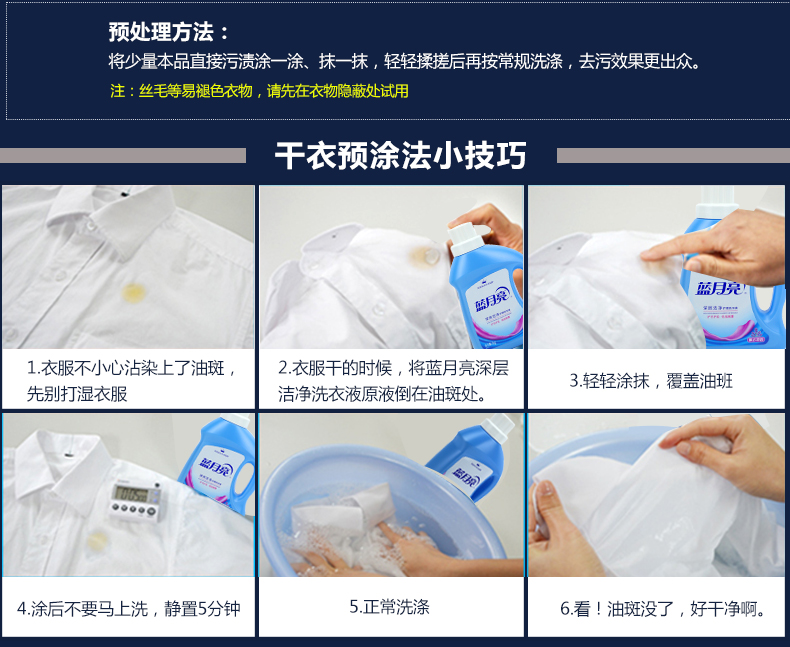 预处理方法：
将少量本品直接污渍涂一涂、抹一抹，轻轻揉搓后再按常规洗涤，去污效果更出众。
注：丝毛等易褪色衣物，请先在衣物隐蔽处试用
干衣预涂法小技巧
蓝月亮
蓝月亮
1.衣服不小心沾染上了油斑，
先别打湿衣服
2.衣服干的时候，将蓝月亮深层
洁净洗衣液原液倒在油斑处。
3.轻轻涂抹，覆盖油班
蓝月亮
蓝月亮
4.涂后不要马上洗，静置5分钟
5.正常洗涤
6.看！油斑没了，好干净啊。